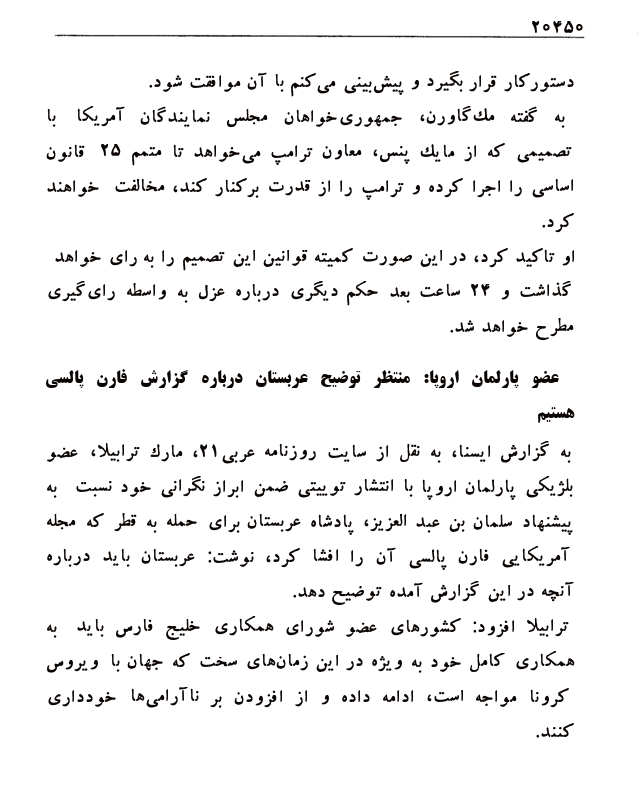 ۲۰۴۵۰
دستورکار قرار بگیرد و پیش‌بینی می‌کنم با آن موافقت شود.
به گفته مك‌گاورن، جمهوری‌خواهان مجلس نمایندگان آمریکا با
تصمیمی که از مایك پنس، معاون ترامپ می‌خواهد تا متمم ۲۵ قانون
اساسی را اجرا کرده و ترامپ را از قدرت برکنار کند، مخالفت خواهند
کرد.
او تاکید کرد، در این صورت کمیته قوانین این تصمیم را به رای خواهد
گذاشت و ۲۴ ساعت بعد حکم دیگری درباره عزل به واسطه رای‌گیری
مطرح خواهد شد.
عضو پارلمان اروپا: منتظر توضیح عربستان درباره گزارش فارن پالسی
هستیم
به گزارش ایسنا، به نقل از سایت روزنامه عربی۲۱، مارك ترابیلا، عضو
بلژیکی پارلمان اروپا با انتشار توییتی ضمن ابراز نگرانی خود نسبت به
پیشنهاد سلمان بن عبد العزیز، پادشاه عربستان برای حمله به قطر که مجله
آمریکایی فارن پالسی آن را افشا کرد، نوشت: عربستان باید درباره
آنچه در این گزارش آمده توضیح دهد.
ترابیلا افزود: کشورهای عضو شورای همکاری خلیج فارس باید به
همکاری کامل خود به ویژه در این زمان‌های سخت که جهان با ویروس
کرونا مواجه است، ادامه داده و از افزودن بر ناآرامی‌ها خودداری
کنند.